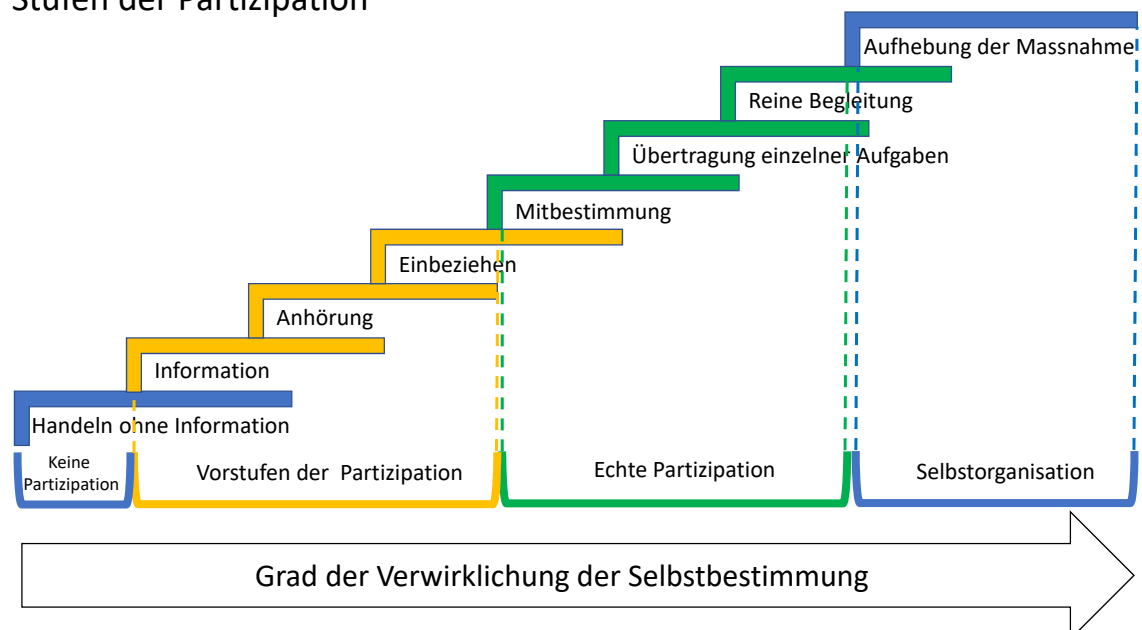 Stufen der Partizipation
Aufhebung der Massnahme
Reine Begleitung
Übertragung einzelner Aufgaben
Mitbestimmung
Einbeziehen
Anhörung
Information
Handeln ohne Information
Keine
Partizipation
Vorstufen der Partizipation
Echte Partizipation
Selbstorganisation
Grad der Verwirklichung der Selbstbestimmung